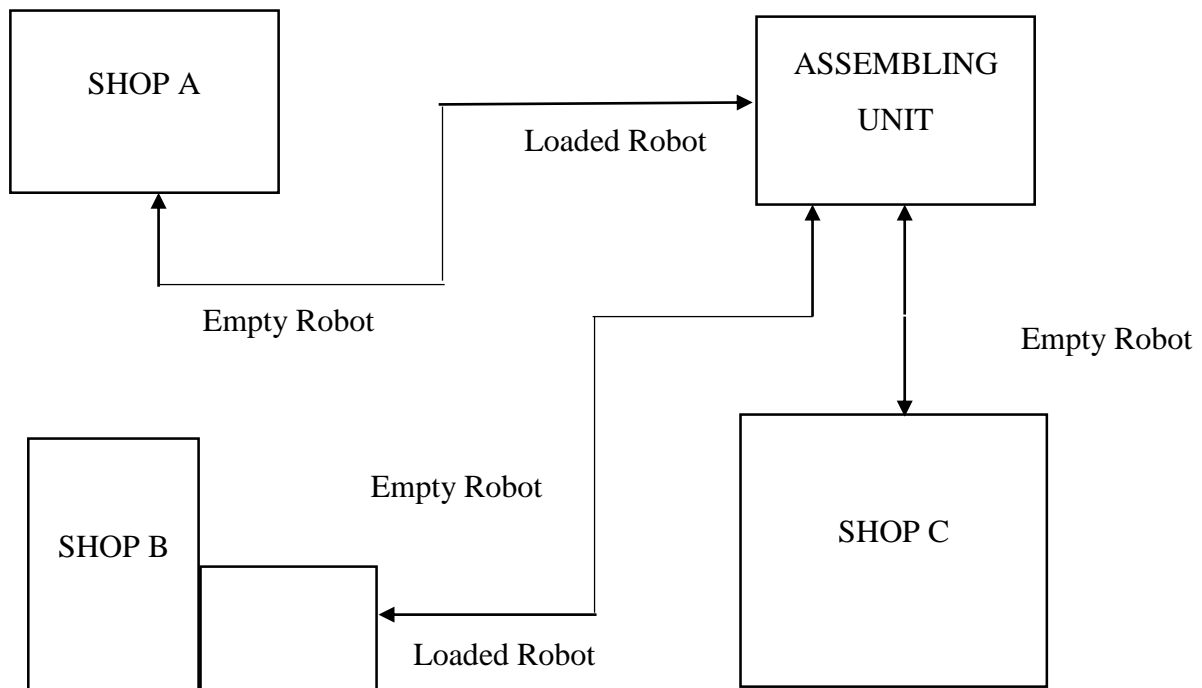 SHOP A
ASSEMBLING
UNIT
Loaded Robot
Empty Robot
Empty Robot
Empty Robot
SHOP B
SHOP C
Loaded Robot